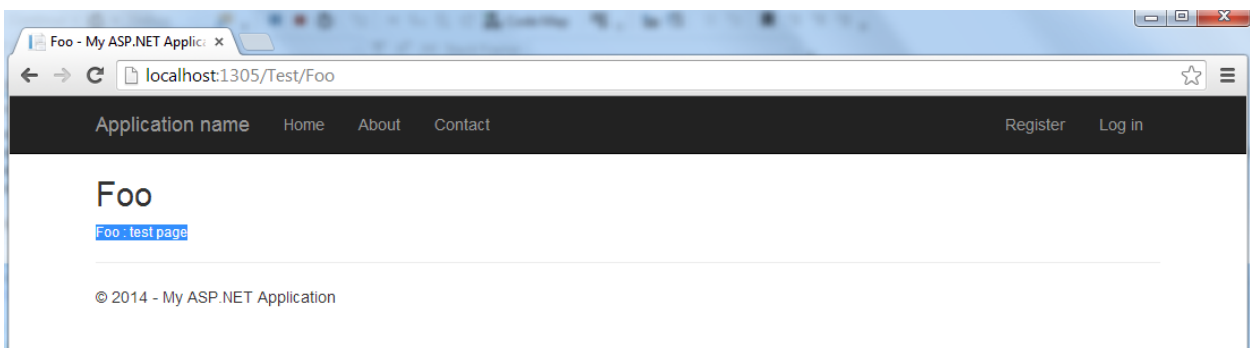 Foo - My ASP.NET Applica
localhost:1305/Test/Foo
Application name Home About Contact Register Log in
Foo
Foo : test page
© 2014 - My ASP.NET Application